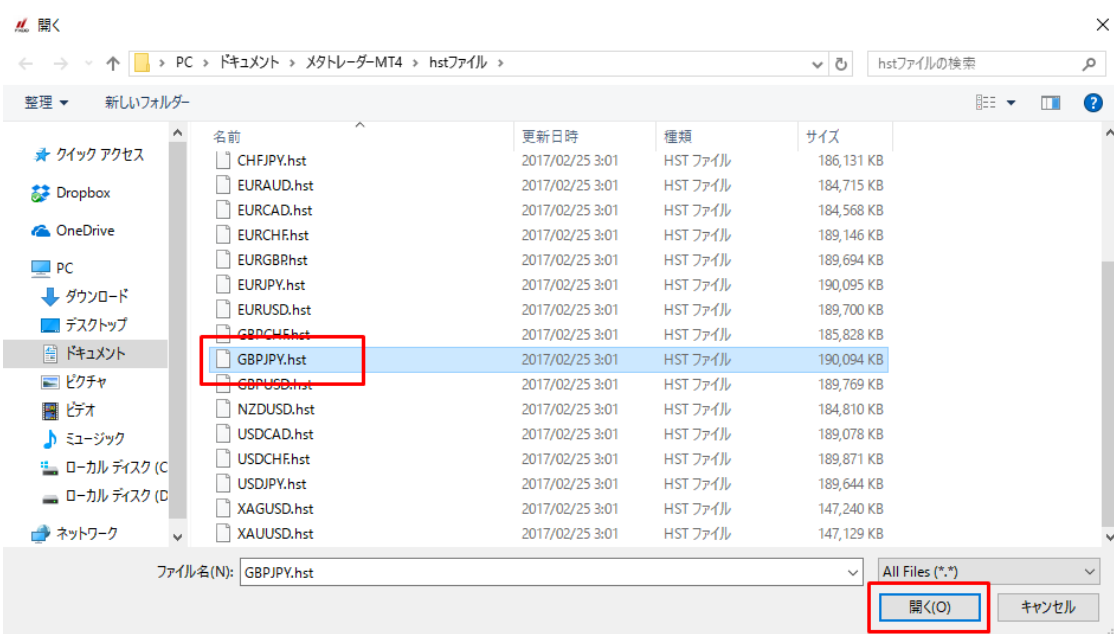 開く
PC › ドキュメント › メタトレーダーMT4 › hstファイル ›
hstファイルの検索
整理
新しいフォルダー
クイック アクセス
Dropbox
OneDrive
PC
ダウンロード
デスクトップ
ドキュメント
ピクチャ
ビデオ
ミュージック
ローカル ディスク (C
ローカル ディスク (D
ネットワーク
名前 更新日時 種類 サイズ
CHFJPY.hst 2017/02/25 3:01 HST ファイル 186,131 KB
EURAUD.hst 2017/02/25 3:01 HST ファイル 184,715 KB
EURCAD.hst 2017/02/25 3:01 HST ファイル 184,568 KB
EURCHF.hst 2017/02/25 3:01 HST ファイル 189,146 KB
EURGBP.hst 2017/02/25 3:01 HST ファイル 189,694 KB
EURJPY.hst 2017/02/25 3:01 HST ファイル 190,095 KB
EURUSD.hst 2017/02/25 3:01 HST ファイル 189,700 KB
GBPCHF.hst 2017/02/25 3:01 HST ファイル 185,828 KB
GBPJPY.hst 2017/02/25 3:01 HST ファイル 190,094 KB
GBPUSD.hst 2017/02/25 3:01 HST ファイル 189,769 KB
NZDUSD.hst 2017/02/25 3:01 HST ファイル 184,810 KB
USDCAD.hst 2017/02/25 3:01 HST ファイル 189,078 KB
USDCHF.hst 2017/02/25 3:01 HST ファイル 189,871 KB
USDJPY.hst 2017/02/25 3:01 HST ファイル 189,644 KB
XAGUSD.hst 2017/02/25 3:01 HST ファイル 147,240 KB
XAUUSD.hst 2017/02/25 3:01 HST ファイル 147,129 KB
ファイル名(N): GBPJPY.hst
All Files (*.*)
開く(O)
キャンセル